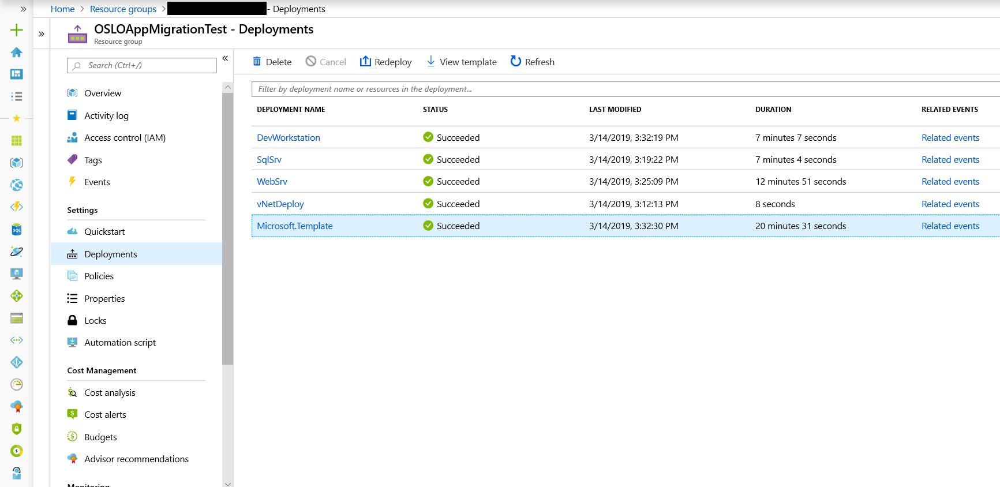 Home > Resource groups > - Deployments
OSLOAppMigrationTest - Deployments
Resource group
Search (Ctrl+/)
Overview
Activity log
Access control (IAM)
Tags
Events
Settings
Quickstart
Deployments
Policies
Properties
Locks
Automation script
Cost Management
Cost analysis
Cost alerts
Budgets
Advisor recommendations
Monitoring
Delete Cancel Redeploy View template Refresh
Filter by deployment name or resources in the deployment...
DEPLOYMENT NAME STATUS LAST MODIFIED DURATION RELATED EVENTS
DevWorkstation Succeeded 3/14/2019, 3:32:19 PM 7 minutes 7 seconds Related events
SqlSrv Succeeded 3/14/2019, 3:19:22 PM 7 minutes 4 seconds Related events
WebSrv Succeeded 3/14/2019, 3:25:09 PM 12 minutes 51 seconds Related events
vNetDeploy Succeeded 3/14/2019, 3:12:13 PM 8 seconds Related events
Microsoft.Template Succeeded 3/14/2019, 3:32:30 PM 20 minutes 31 seconds Related events